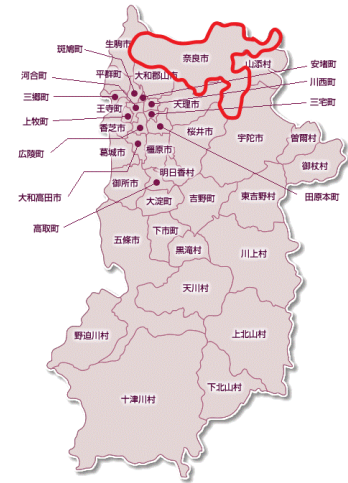 斑鳩町
生駒市
奈良市
安堵町
河合町
平群町
大和郡山市
山添村
川西町
三郷町
王寺町
天理市
三宅町
上牧町
香芝市
桜井市
宇陀市
曽爾村
広陵町
葛城市
橿原市
御杖村
明日香村
大和高田市
御所市
大淀町
吉野町
東吉野村
田原本町
高取町
五條市
下市町
黒滝村
川上村
天川村
野迫川村
上北山村
十津川村
下北山村